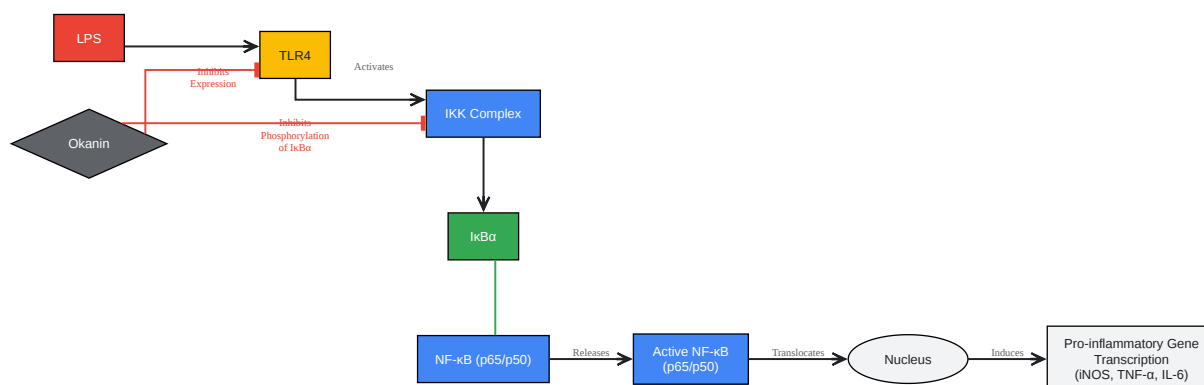 LPS
TLR4
Activates
Inhibits
Expression
IKK Complex
Inhibits
Phosphorylation
of IκBα
Okanin
IκBα
NF-κB (p65/p50)
Releases
Active NF-κB
(p65/p50)
Translocates
Nucleus
Induces
Pro-inflammatory Gene
Transcription
(iNOS, TNF-α, IL-6)